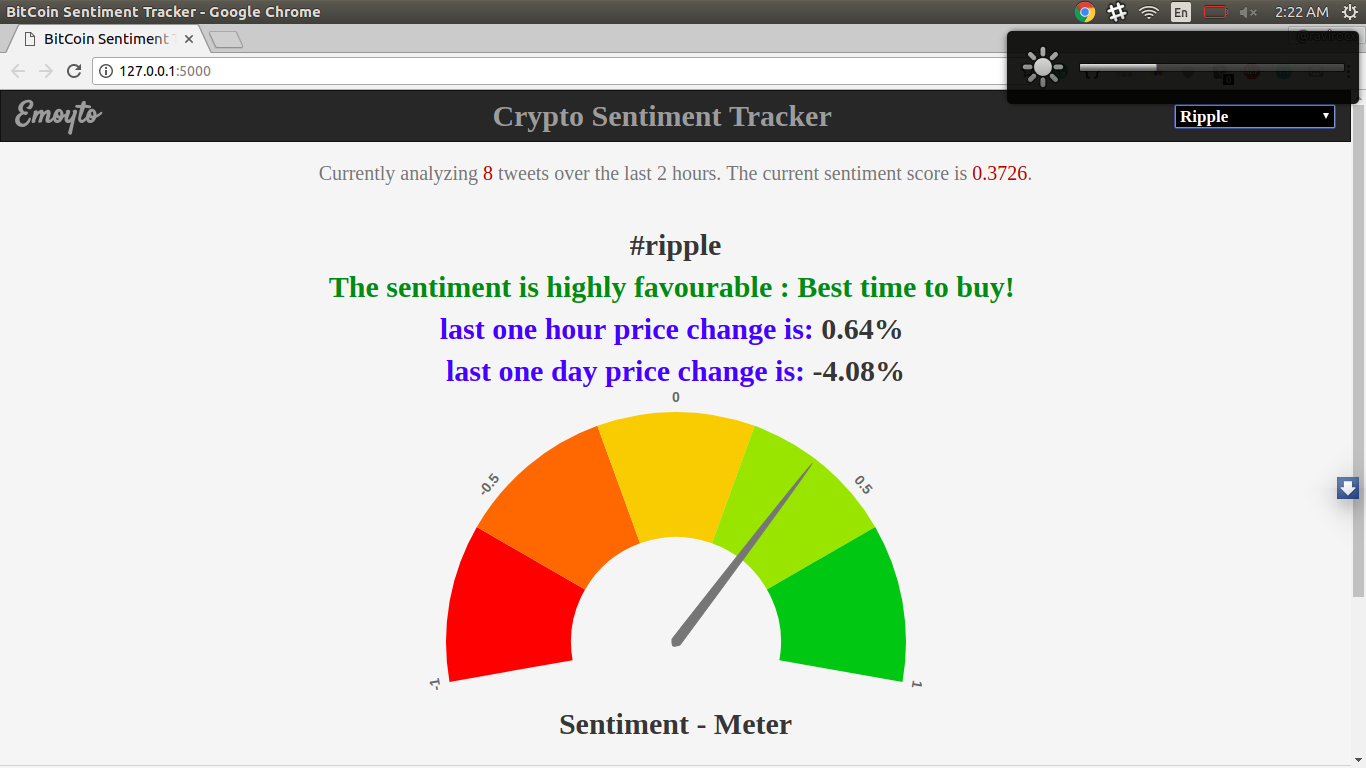 BitCoin Sentiment Tracker - Google Chrome
En
2:22 AM
BitCoin Sentiment
127.0.0.1:5000
Emoyto
Crypto Sentiment Tracker
Ripple
Currently analyzing 8 tweets over the last 2 hours. The current sentiment score is 0.3726.
#ripple
The sentiment is highly favourable : Best time to buy!
last one hour price change is: 0.64%
last one day price change is: -4.08%
0
-0.5
0.5
-1
1
Sentiment - Meter